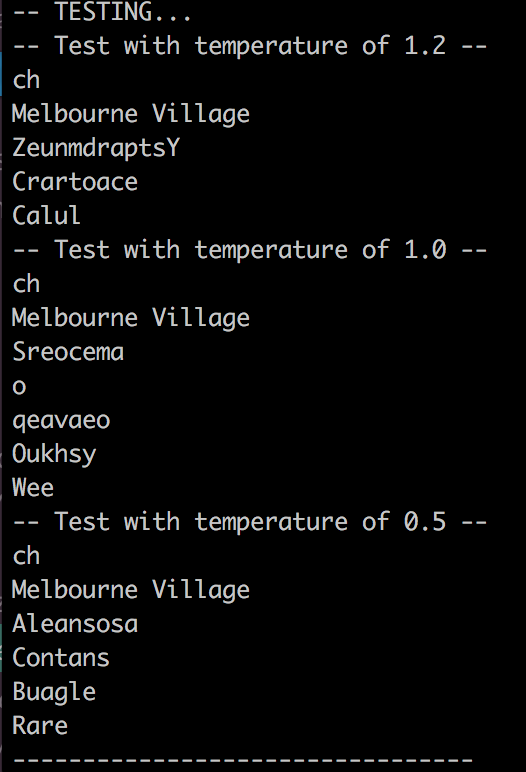 -- TESTING...
-- Test with temperature of 1.2 --
ch
Melbourne Village
ZeunmdraptsY
Crartoace
Calul
-- Test with temperature of 1.0 --
ch
Melbourne Village
Sreocema
o
qeavaeo
Oukhsy
Wee
-- Test with temperature of 0.5 --
ch
Melbourne Village
Aleansosa
Contans
Buagle
Rare
---------------------------------